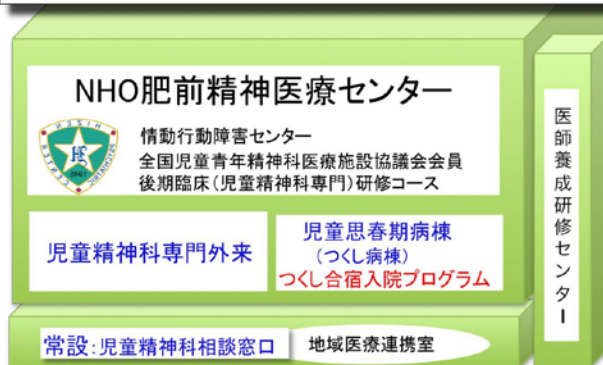 NHO肥前精神医療センター
情動行動障害センター
全国児童青年精神科医療施設協議会会員
後期臨床(児童精神科専門)研修コース
児童精神科専門外来
児童思春期病棟
(つくし病棟)
つくし合宿入院プログラム
医師養成研修センター
常設:児童精神科相談窓口
地域医療連携室